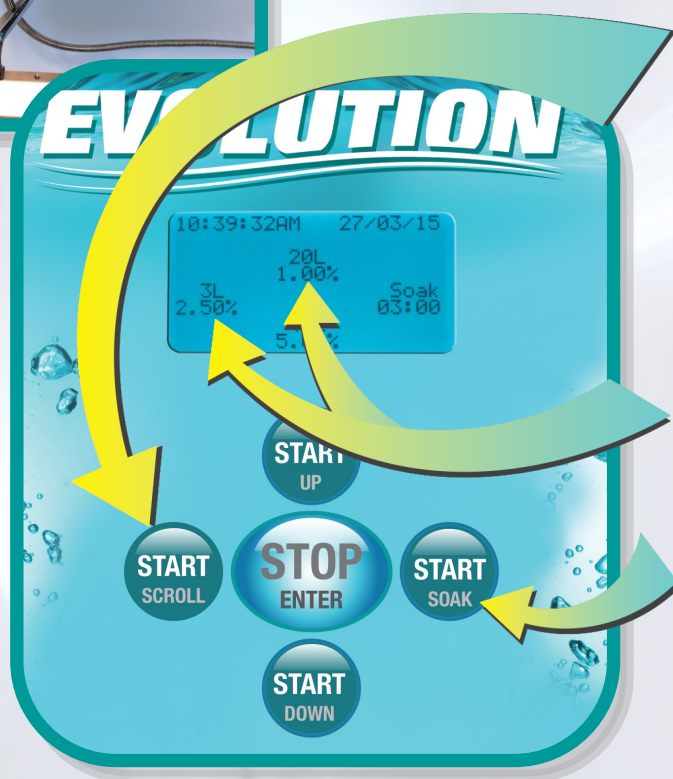 EVOLUTION
10:39:32AM 27/03/15
20L
1.00%
3L Soak
2.50% 03:00
START
UP
START
SCROLL
STOP
ENTER
START
SOAK
START
DOWN